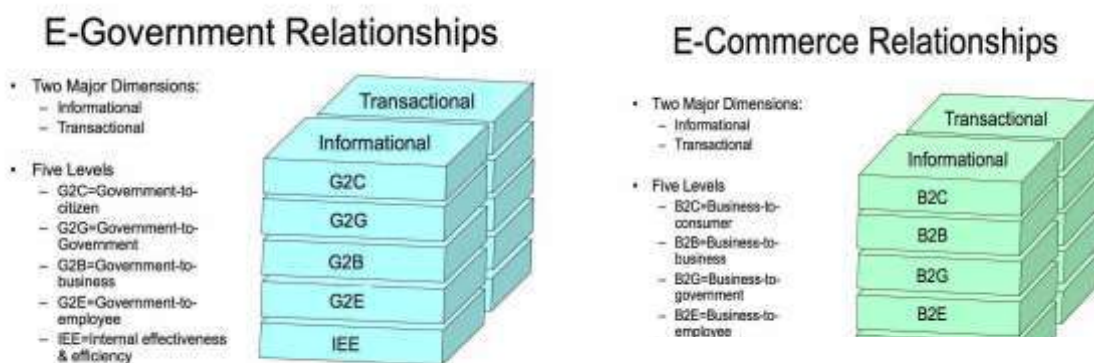 E-Government Relationships
• Two Major Dimensions:
– Informational
– Transactional
• Five Levels
– G2C=Government-to-
citizen
– G2G=Government-to-
Government
– G2B=Government-to-
business
– G2E=Government-to-
employee
– IEE=Internal effectiveness
& efficiency
Transactional
Informational
G2C
G2G
G2B
G2E
IEE
E-Commerce Relationships
• Two Major Dimensions:
– Informational
– Transactional
• Five Levels
– B2C=Business-to-
consumer
– B2B=Business-to-
business
– B2G=Business-to-
government
– B2E=Business-to-
employee
Transactional
Informational
B2C
B2B
B2G
B2E